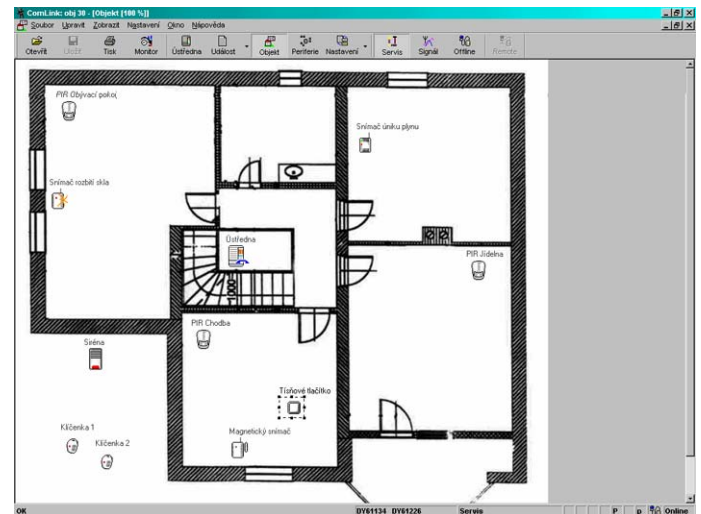 ComLink: obj 30 - [Objekt [100 %]]
Soubor Upravit Zobrazit Nastavení Okno Nápověda
Otevřít Uložit Tisk Monitor Ústředna Událost Objekt Periferie Nastavení Servis Signál Offline Remote
PIR Obývací pokoj
Snímač úniku plynu
Snímač rozbití skla
Ústředna
PIR Jídelna
1000
PIR Chodba
Siréna
Tísňové tlačítko
Klíčenka 1
Magnetický snímač
Klíčenka 2
OK DY61134 DY61226 Servis P p Online